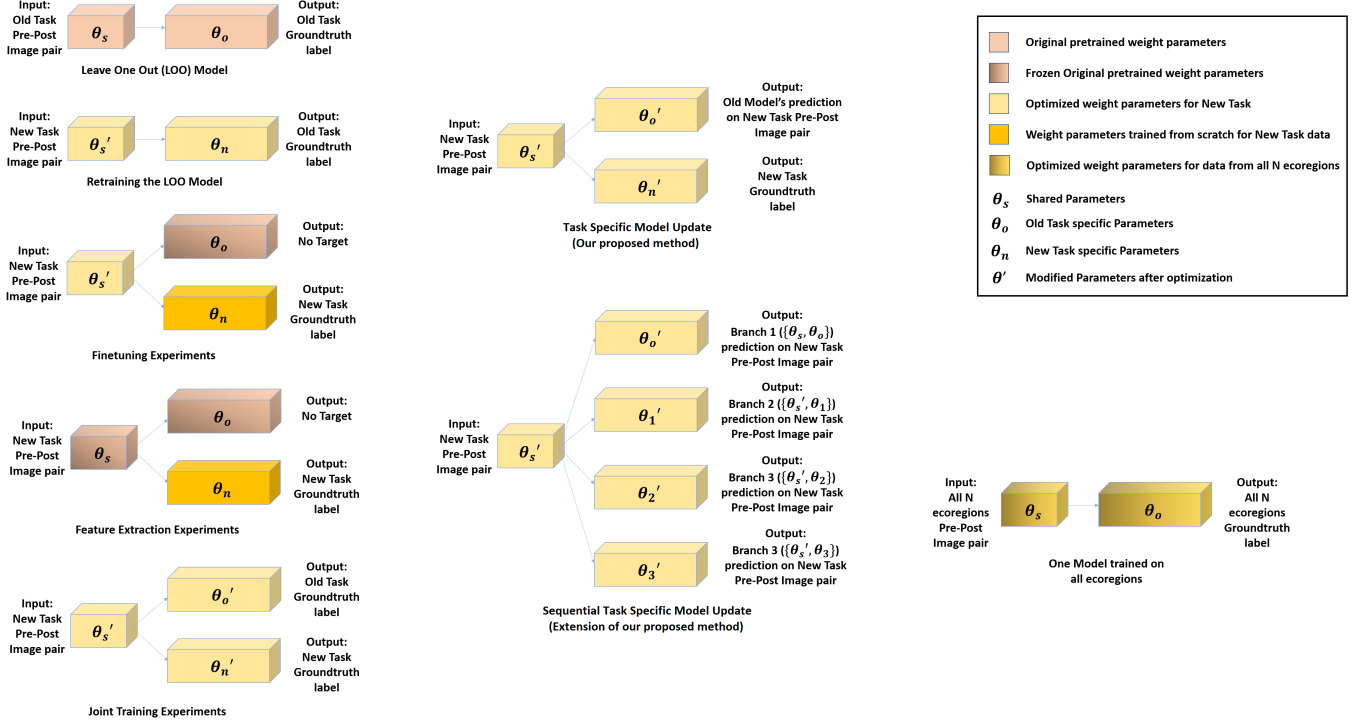 Input:
Old Task
Pre-Post
Image pair
θs
θo
Output:
Old Task
Groundtruth
label
Leave One Out (LOO) Model
Input:
New Task
Pre-Post
Image pair
θs′
θn
Output:
Old Task
Groundtruth
label
Retraining the LOO Model
Input:
New Task
Pre-Post
Image pair
θs′
θo
Output:
No Target
θn
Output:
New Task
Groundtruth
label
Finetuning Experiments
Input:
New Task
Pre-Post
Image pair
θs
θo
Output:
No Target
θn
Output:
New Task
Groundtruth
label
Feature Extraction Experiments
Input:
New Task
Pre-Post
Image pair
θs′
θo′
Output:
Old Task
Groundtruth
label
θn′
Output:
New Task
Groundtruth
label
Joint Training Experiments
Input:
New Task
Pre-Post
Image pair
θs′
θo′
Output:
Old Model's prediction
on New Task Pre-Post
Image pair
θn′
Output:
New Task
Groundtruth
label
Task Specific Model Update
(Our proposed method)
Input:
New Task
Pre-Post
Image pair
θs′
θo′
Output:
Branch 1 ({θs, θo})
prediction on New Task
Pre-Post Image pair
θ1′
Output:
Branch 2 ({θs′, θ1})
prediction on New Task
Pre-Post Image pair
θ2′
Output:
Branch 3 ({θs′, θ2})
prediction on New Task
Pre-Post Image pair
θ3′
Output:
Branch 3 ({θs′, θ3})
prediction on New Task
Pre-Post Image pair
Sequential Task Specific Model Update
(Extension of our proposed method)
Original pretrained weight parameters
Frozen Original pretrained weight parameters
Optimized weight parameters for New Task
Weight parameters trained from scratch for New Task data
Optimized weight parameters for data from all N ecoregions
θs Shared Parameters
θo Old Task specific Parameters
θn New Task specific Parameters
θ′ Modified Parameters after optimization
Input:
All N
ecoregions
Pre-Post
Image pair
θs
θo
Output:
All N
ecoregions
Groundtruth
label
One Model trained on
all ecoregions